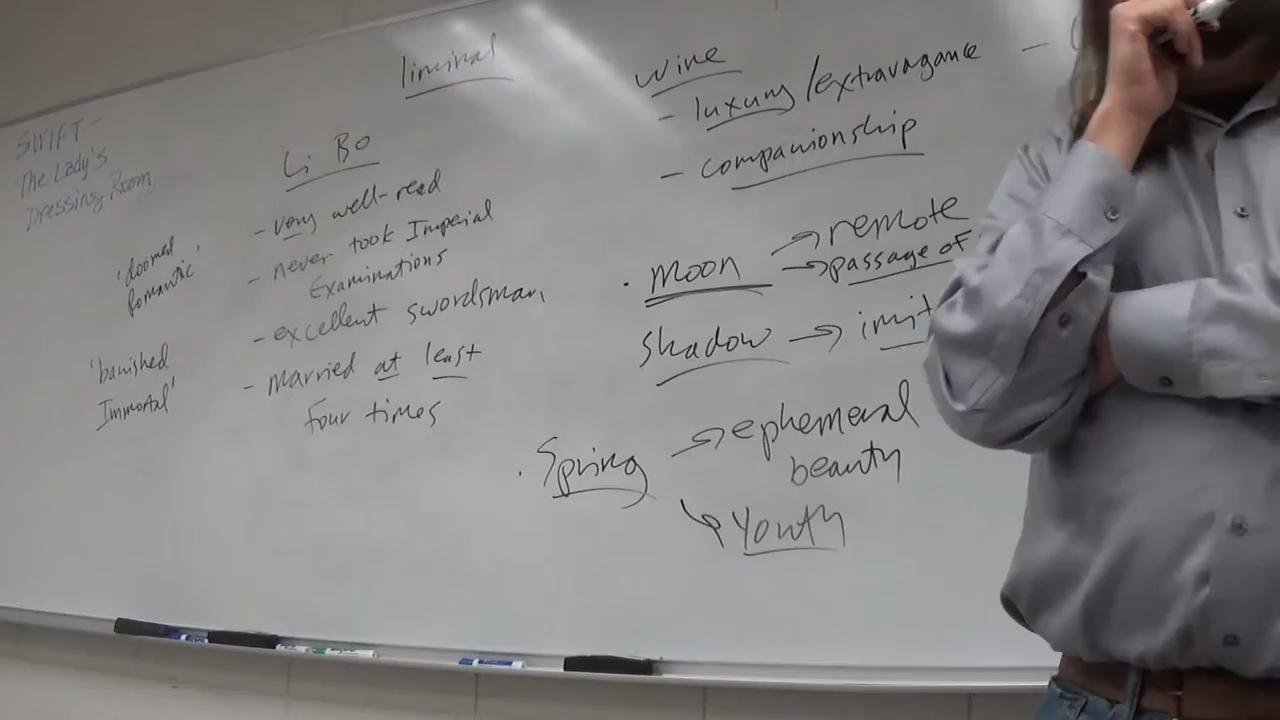 SWIFT -
'The Lady's
Dressing Room
'doomed
Romantic'
'banished
Immortal'
liminal
Li Bo
- very well-read
- never took Imperial
Examinations
- excellent swordsman
- married at least
four times
wine
- luxury/extravagance
- companionship
. moon → remote
→ passage of
shadow →
. Spring → ephemeral
beauty
↳ Youth